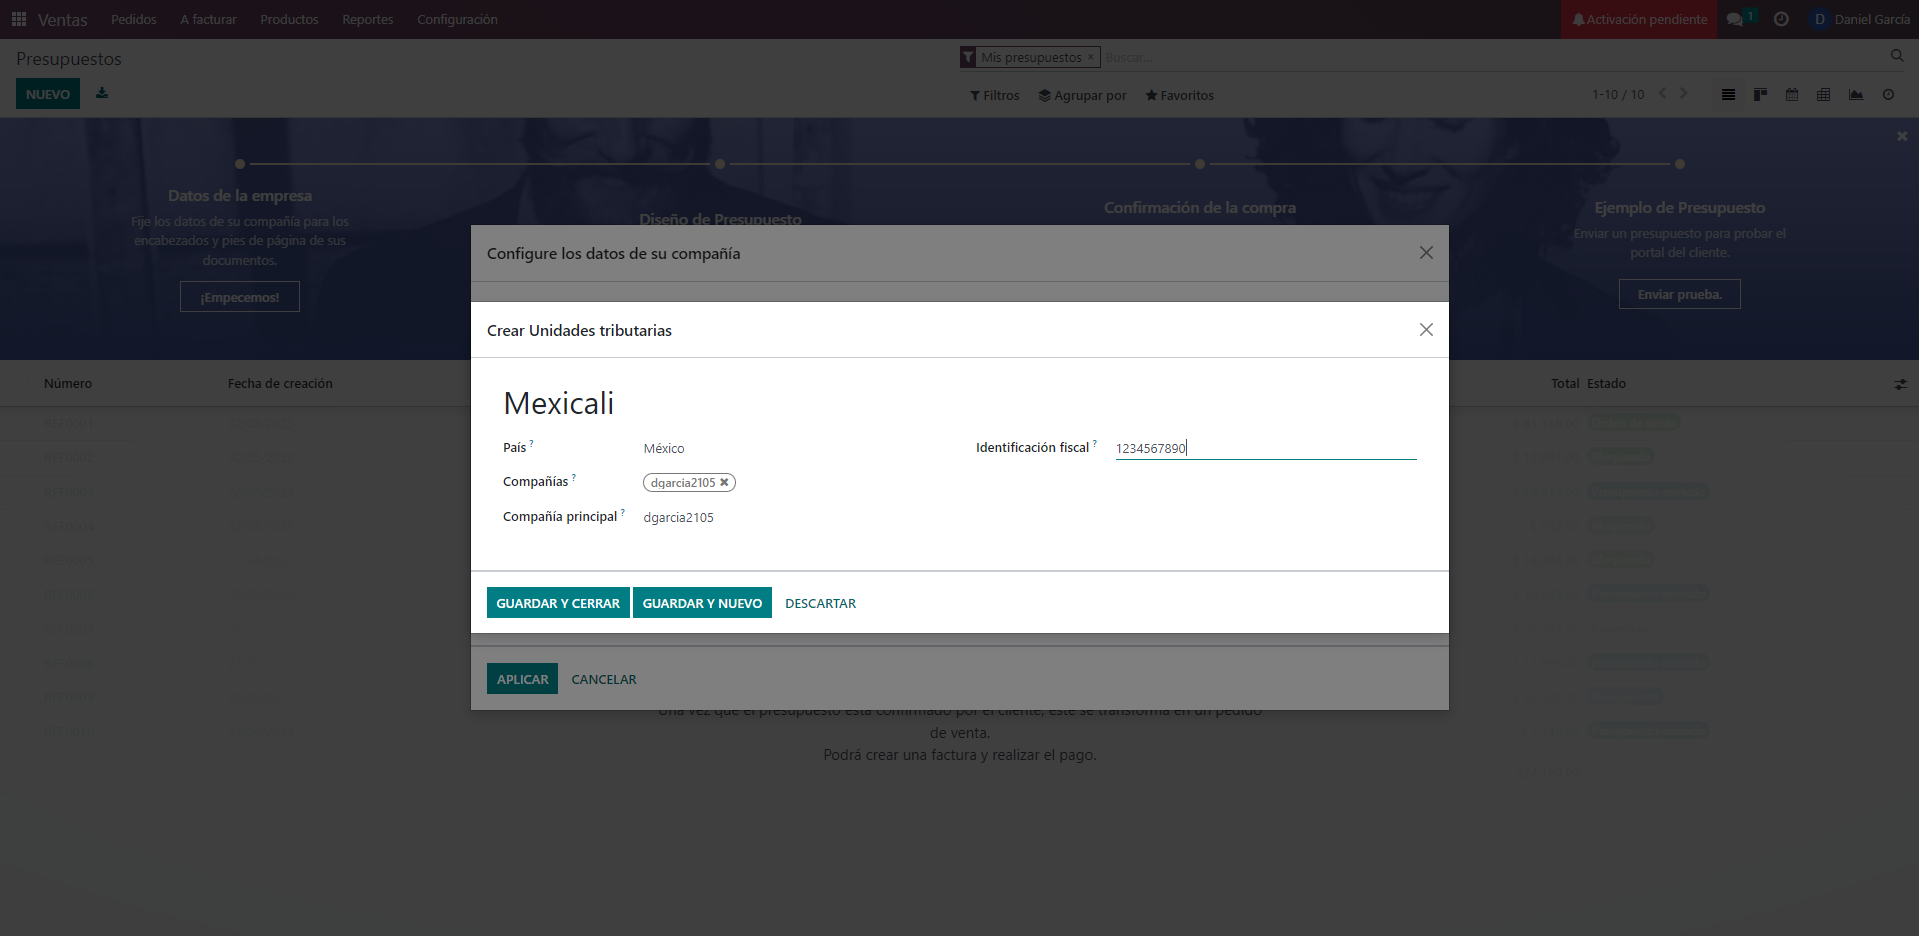 Ventas Pedidos A facturar Productos Reportes Configuración Activación pendiente 1 D Daniel García
Presupuestos Mis presupuestos × Buscar...
NUEVO Filtros Agrupar por Favoritos 1-10 / 10
Datos de la empresa
Fije los datos de su compañía para los
encabezados y pies de página de sus
documentos.
¡Empecemos!
Diseño de Presupuesto
Confirmación de la compra
Ejemplo de Presupuesto
Enviar un presupuesto para probar el
portal del cliente.
Enviar prueba.
Configure los datos de su compañía
Crear Unidades tributarias
Número Fecha de creación Total Estado
Mexicali
País ? México
Identificación fiscal ? 1234567890
Compañías ? dgarcia2105
Compañía principal ? dgarcia2105
GUARDAR Y CERRAR GUARDAR Y NUEVO DESCARTAR
APLICAR CANCELAR
Una vez que el presupuesto está confirmado por el cliente, este se transforma en un pedido
de venta.
Podrá crear una factura y realizar el pago.